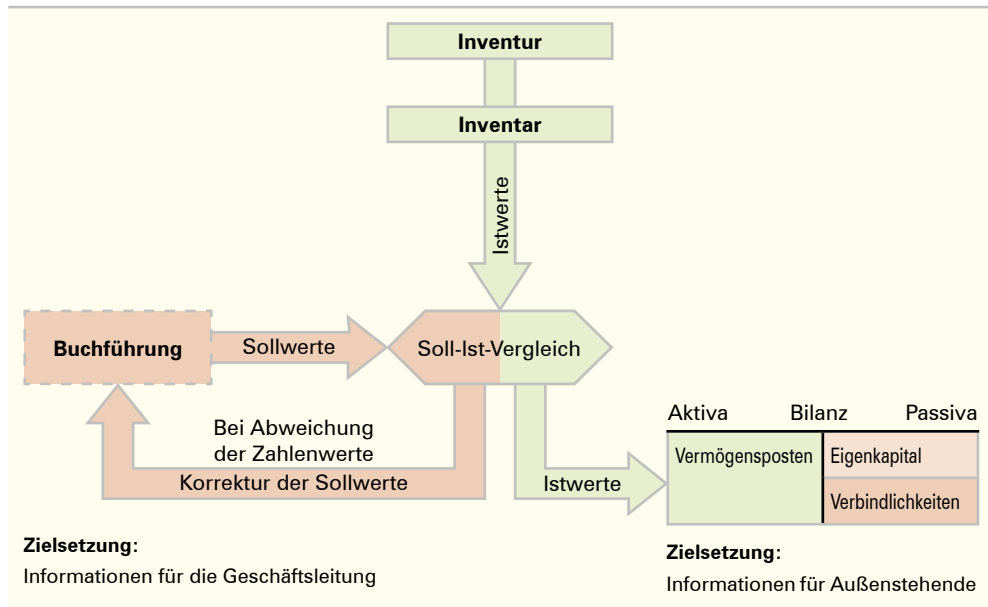 Inventur
Inventar
Istwerte
Buchführung
Sollwerte
Soll-Ist-Vergleich
Bei Abweichung
der Zahlenwerte
Korrektur der Sollwerte
Istwerte
Aktiva Bilanz Passiva
Vermögensposten Eigenkapital
Verbindlichkeiten
Zielsetzung:
Informationen für die Geschäftsleitung
Zielsetzung:
Informationen für Außenstehende